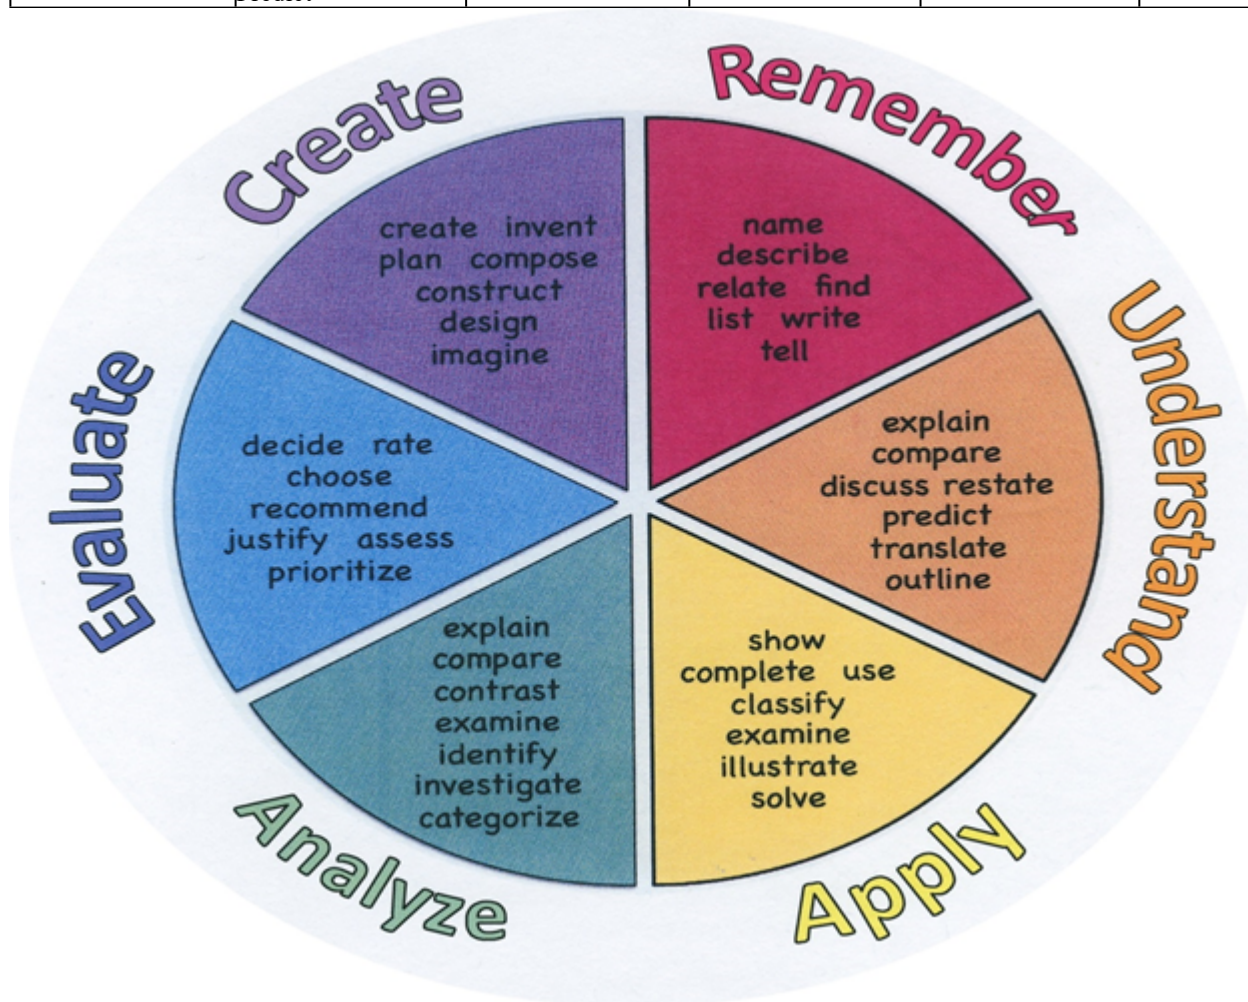 Create
create invent
plan compose
construct
design
imagine
Remember
name
describe
relate find
list write
tell
Understand
explain
compare
discuss restate
predict
translate
outline
Apply
show
complete use
classify
examine
illustrate
solve
Analyze
explain
compare
contrast
examine
identify
investigate
categorize
Evaluate
decide rate
choose
recommend
justify assess
prioritize